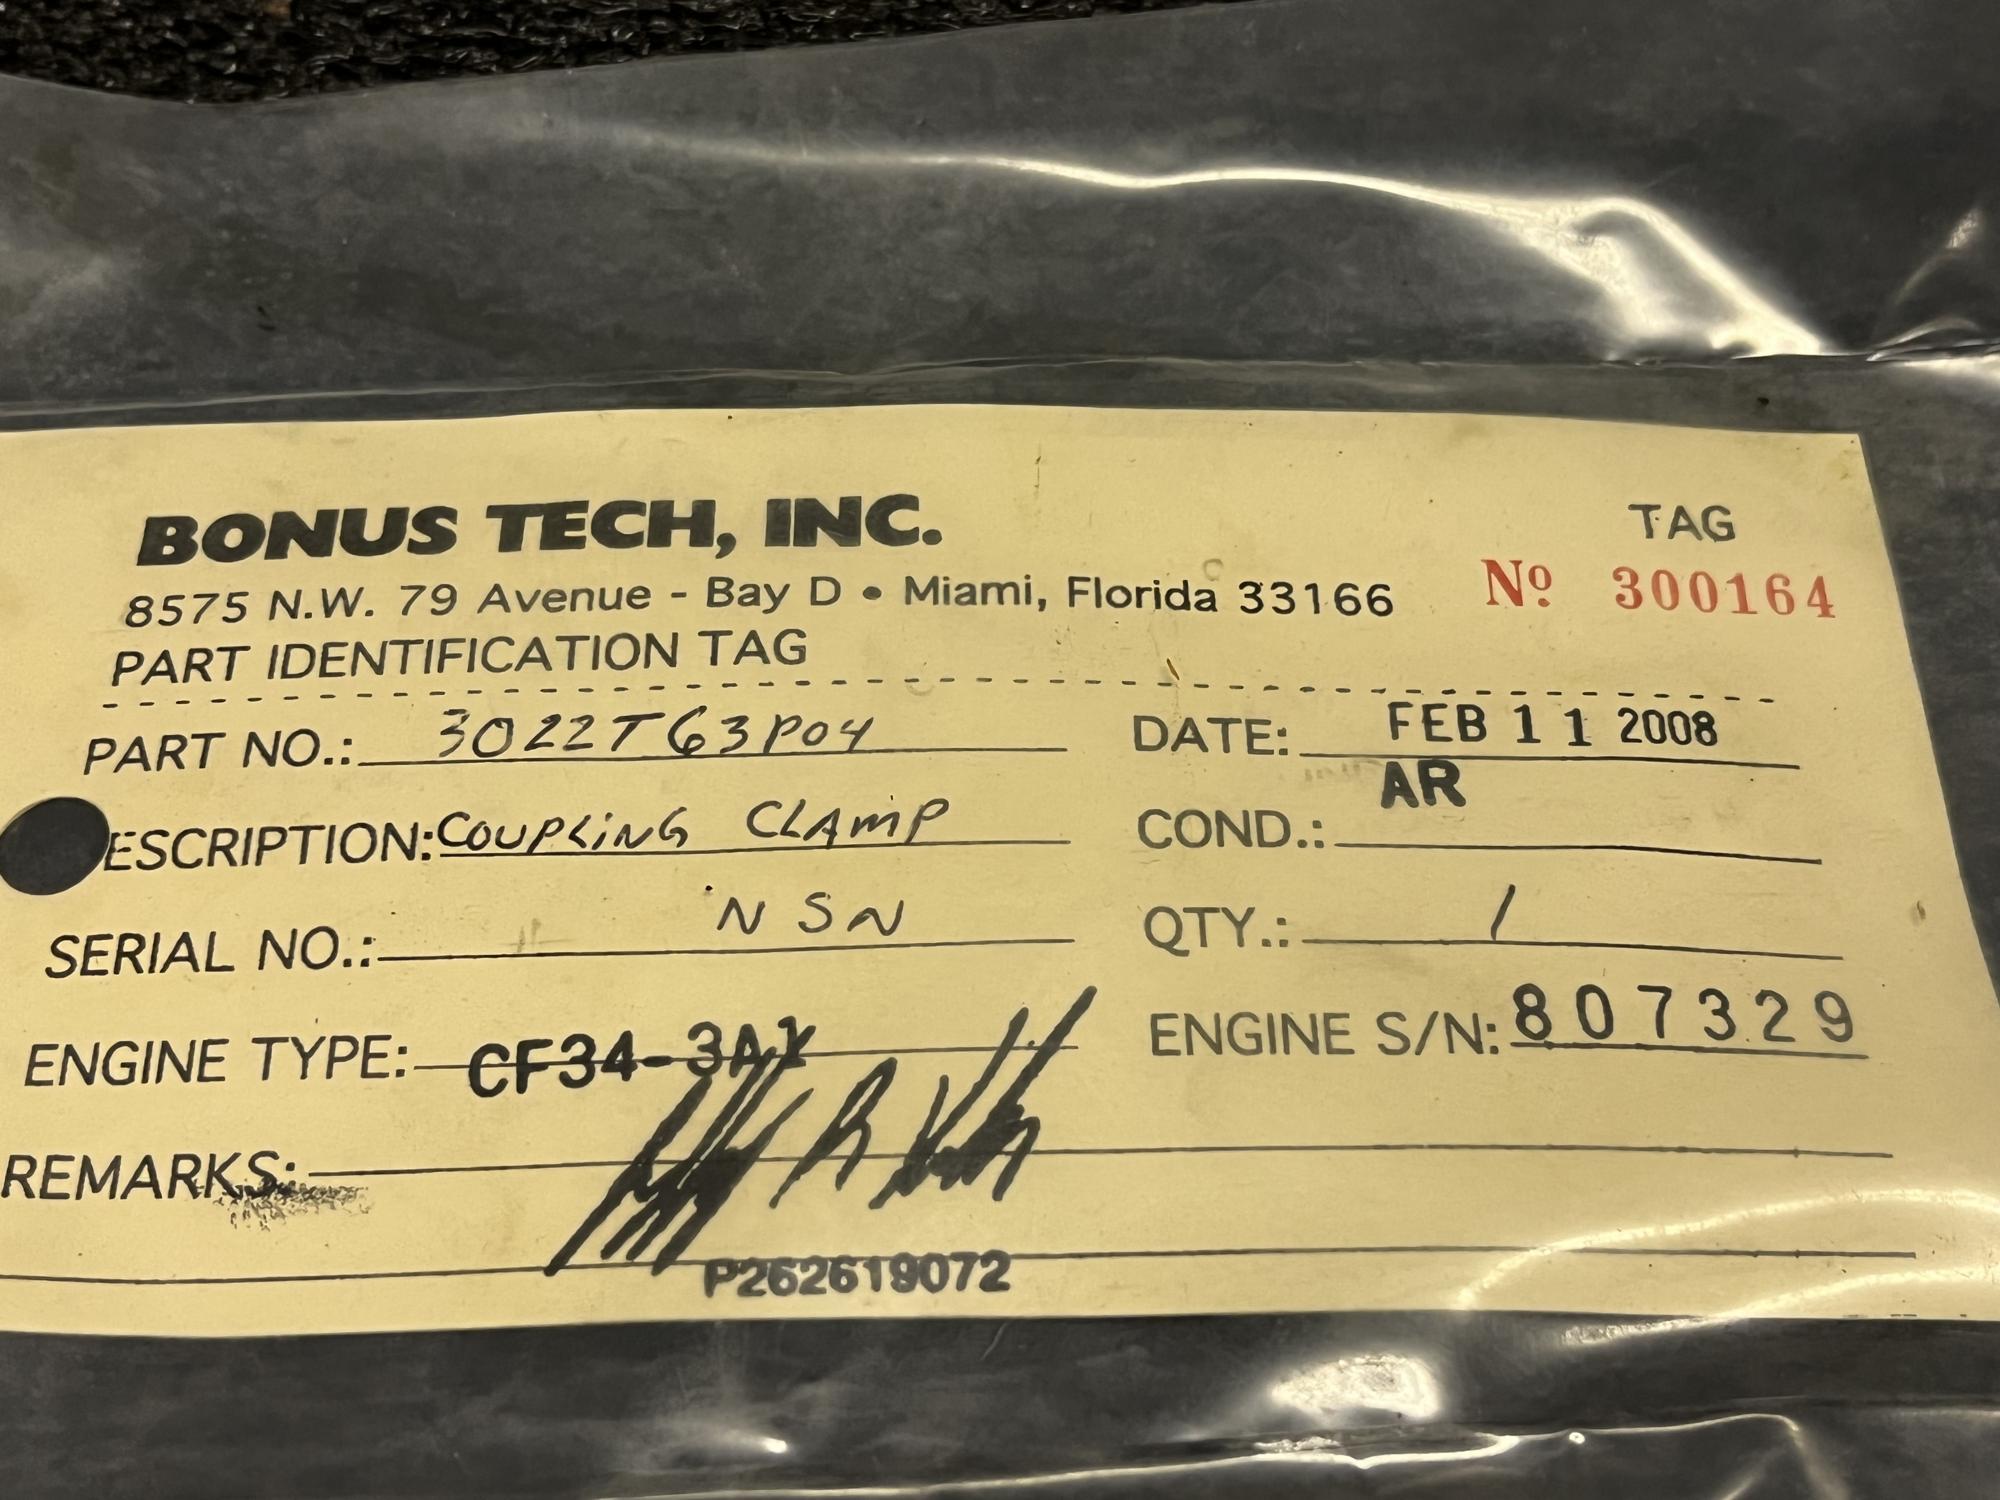 BONUS TECH, INC.
TAG
8575 N.W. 79 Avenue - Bay D • Miami, Florida 33166 Nº 300164
PART IDENTIFICATION TAG
PART NO.: 3022T63P04 DATE: FEB 11 2008
ESCRIPTION: COUPLING CLAMP COND.: AR
SERIAL NO.: NSN QTY.: 1
ENGINE TYPE: CF34-3A1 ENGINE S/N: 807329
REMARKS:
P262619072